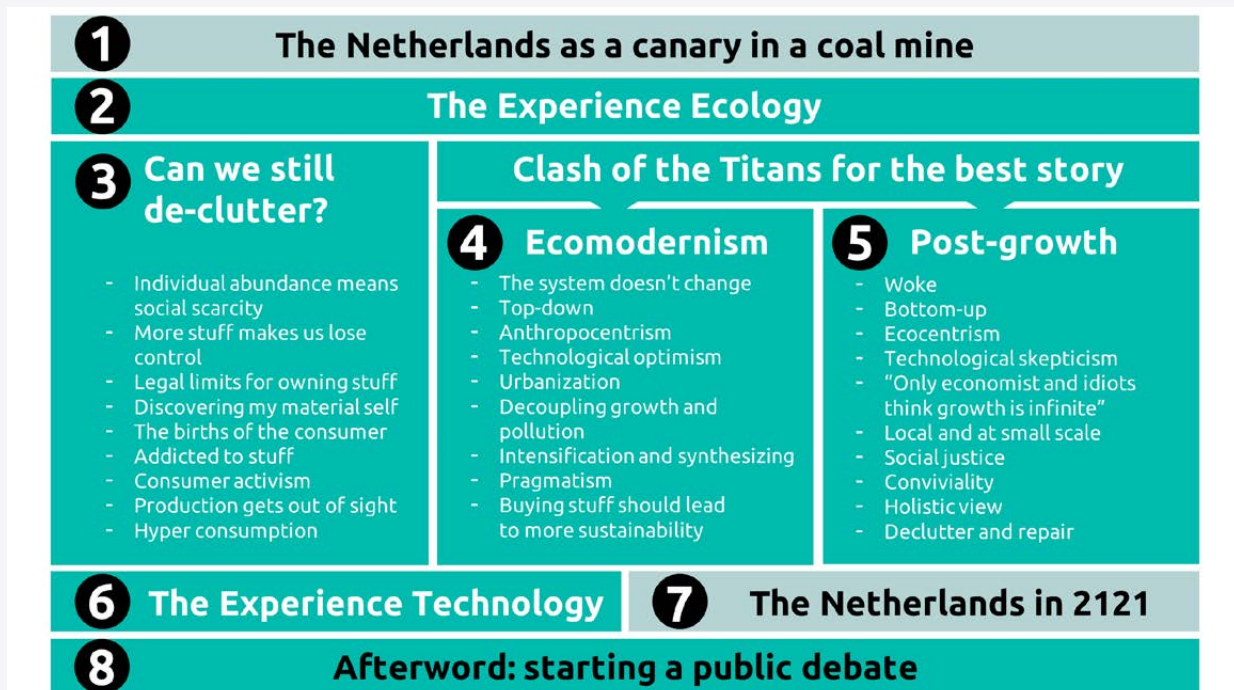 1 The Netherlands as a canary in a coal mine
2 The Experience Ecology
3 Can we still
de-clutter?
- Individual abundance means
social scarcity
- More stuff makes us lose
control
- Legal limits for owning stuff
- Discovering my material self
- The births of the consumer
- Addicted to stuff
- Consumer activism
- Production gets out of sight
- Hyper consumption
Clash of the Titans for the best story
4 Ecomodernism
- The system doesn't change
- Top-down
- Anthropocentrism
- Technological optimism
- Urbanization
- Decoupling growth and
pollution
- Intensification and synthesizing
- Pragmatism
- Buying stuff should lead
to more sustainability
5 Post-growth
- Woke
- Bottom-up
- Ecocentrism
- Technological skepticism
- “Only economist and idiots
think growth is infinite”
- Local and at small scale
- Social justice
- Conviviality
- Holistic view
- Declutter and repair
6 The Experience Technology
7 The Netherlands in 2121
8 Afterword: starting a public debate